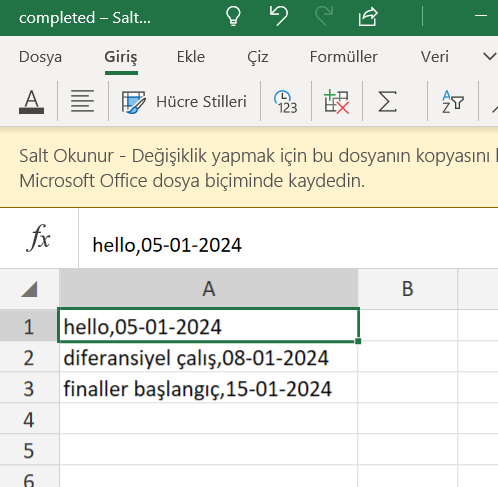 completed – Salt...
Dosya Giriş Ekle Çiz Formüller Veri
A Hücre Stilleri 123 Σ AZ
Salt Okunur - Değişiklik yapmak için bu dosyanın kopyasını
Microsoft Office dosya biçiminde kaydedin.
fx hello,05-01-2024
A B
1 hello,05-01-2024
2 diferansiyel çalış,08-01-2024
3 finaller başlangıç,15-01-2024
4
5
6